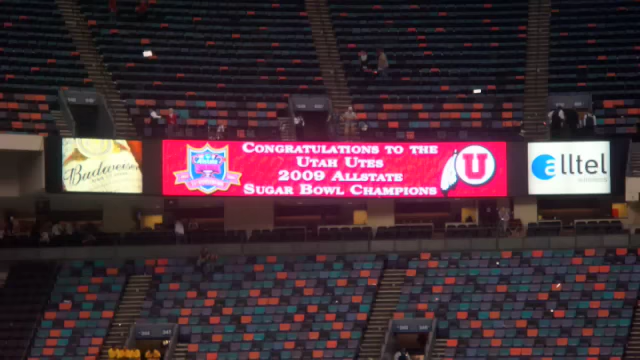 Budweiser
CONGRATULATIONS TO THE
UTAH UTES
2009 ALLSTATE
SUGAR BOWL CHAMPIONS
U
alltel